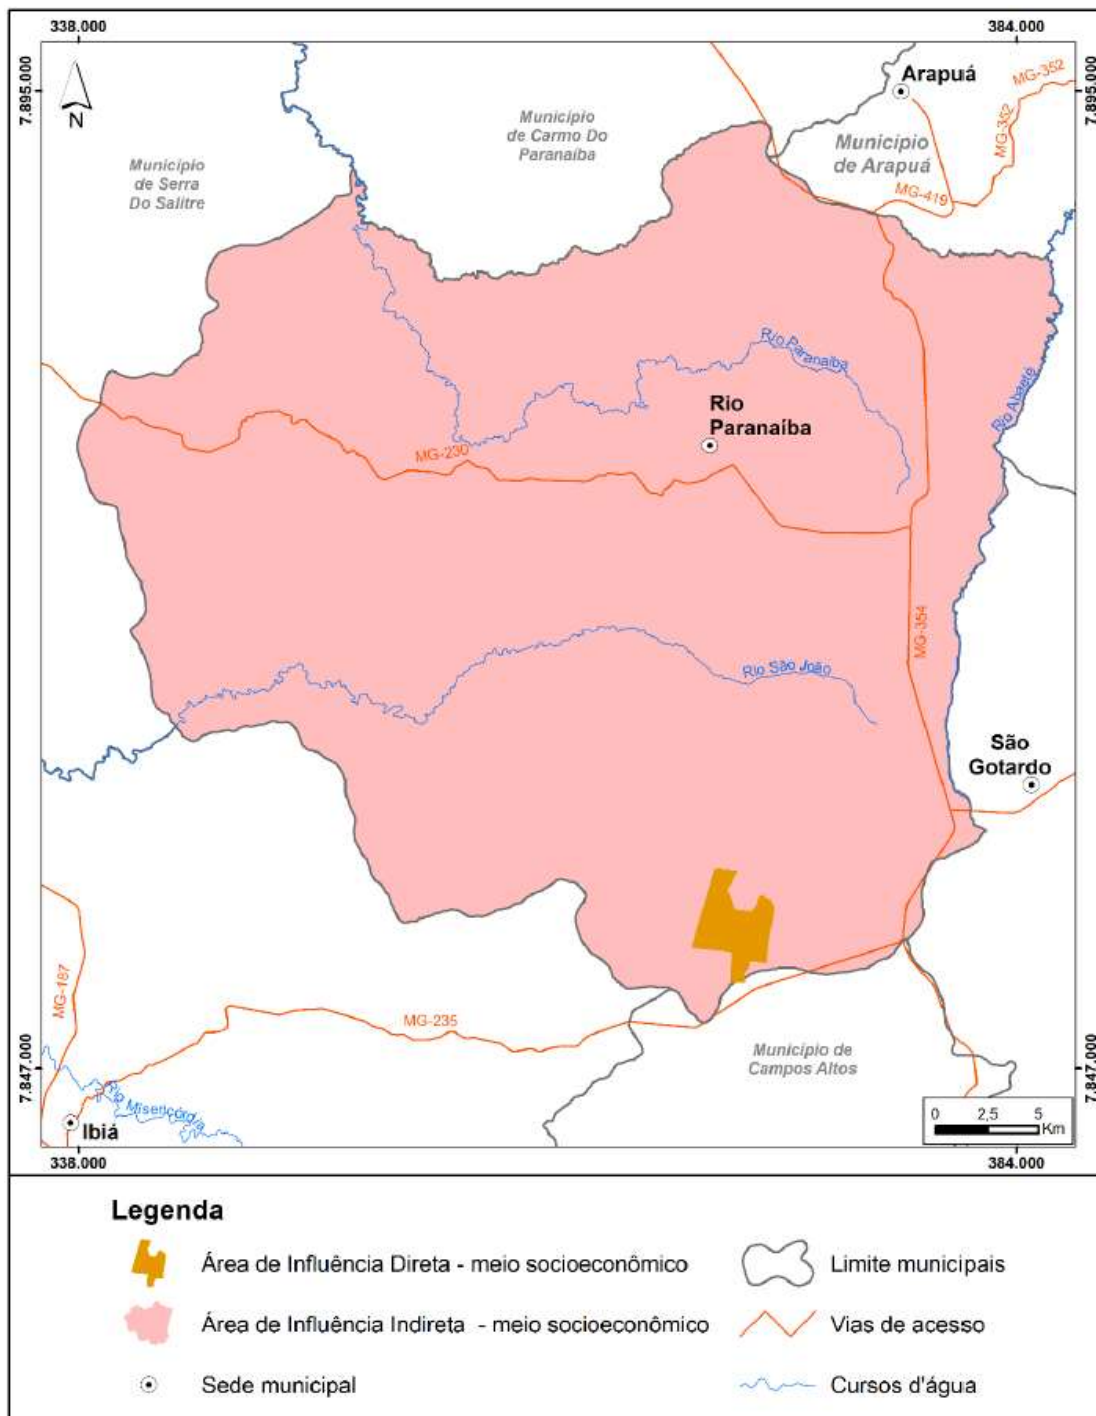 338.000
384.000
7.895.000
7.895.000
N
Arapuá
MG-352
MG-352
Município
de Carmo Do
Paranaíba
Município
de Arapuá
Município
de Serra
Do Salitre
MG-419
Rio Paranaíba
Rio Abaeté
Rio
Paranaíba
MG-230
MG-354
Rio São João
São
Gotardo
MG-187
MG-235
Município de
Campos Altos
7.847.000
7.847.000
Rio Misericórdia
Ibiá
0 2,5 5
Km
338.000
384.000
Legenda
Área de Influência Direta - meio socioeconômico
Área de Influência Indireta - meio socioeconômico
Sede municipal
Limite municipais
Vias de acesso
Cursos d'água